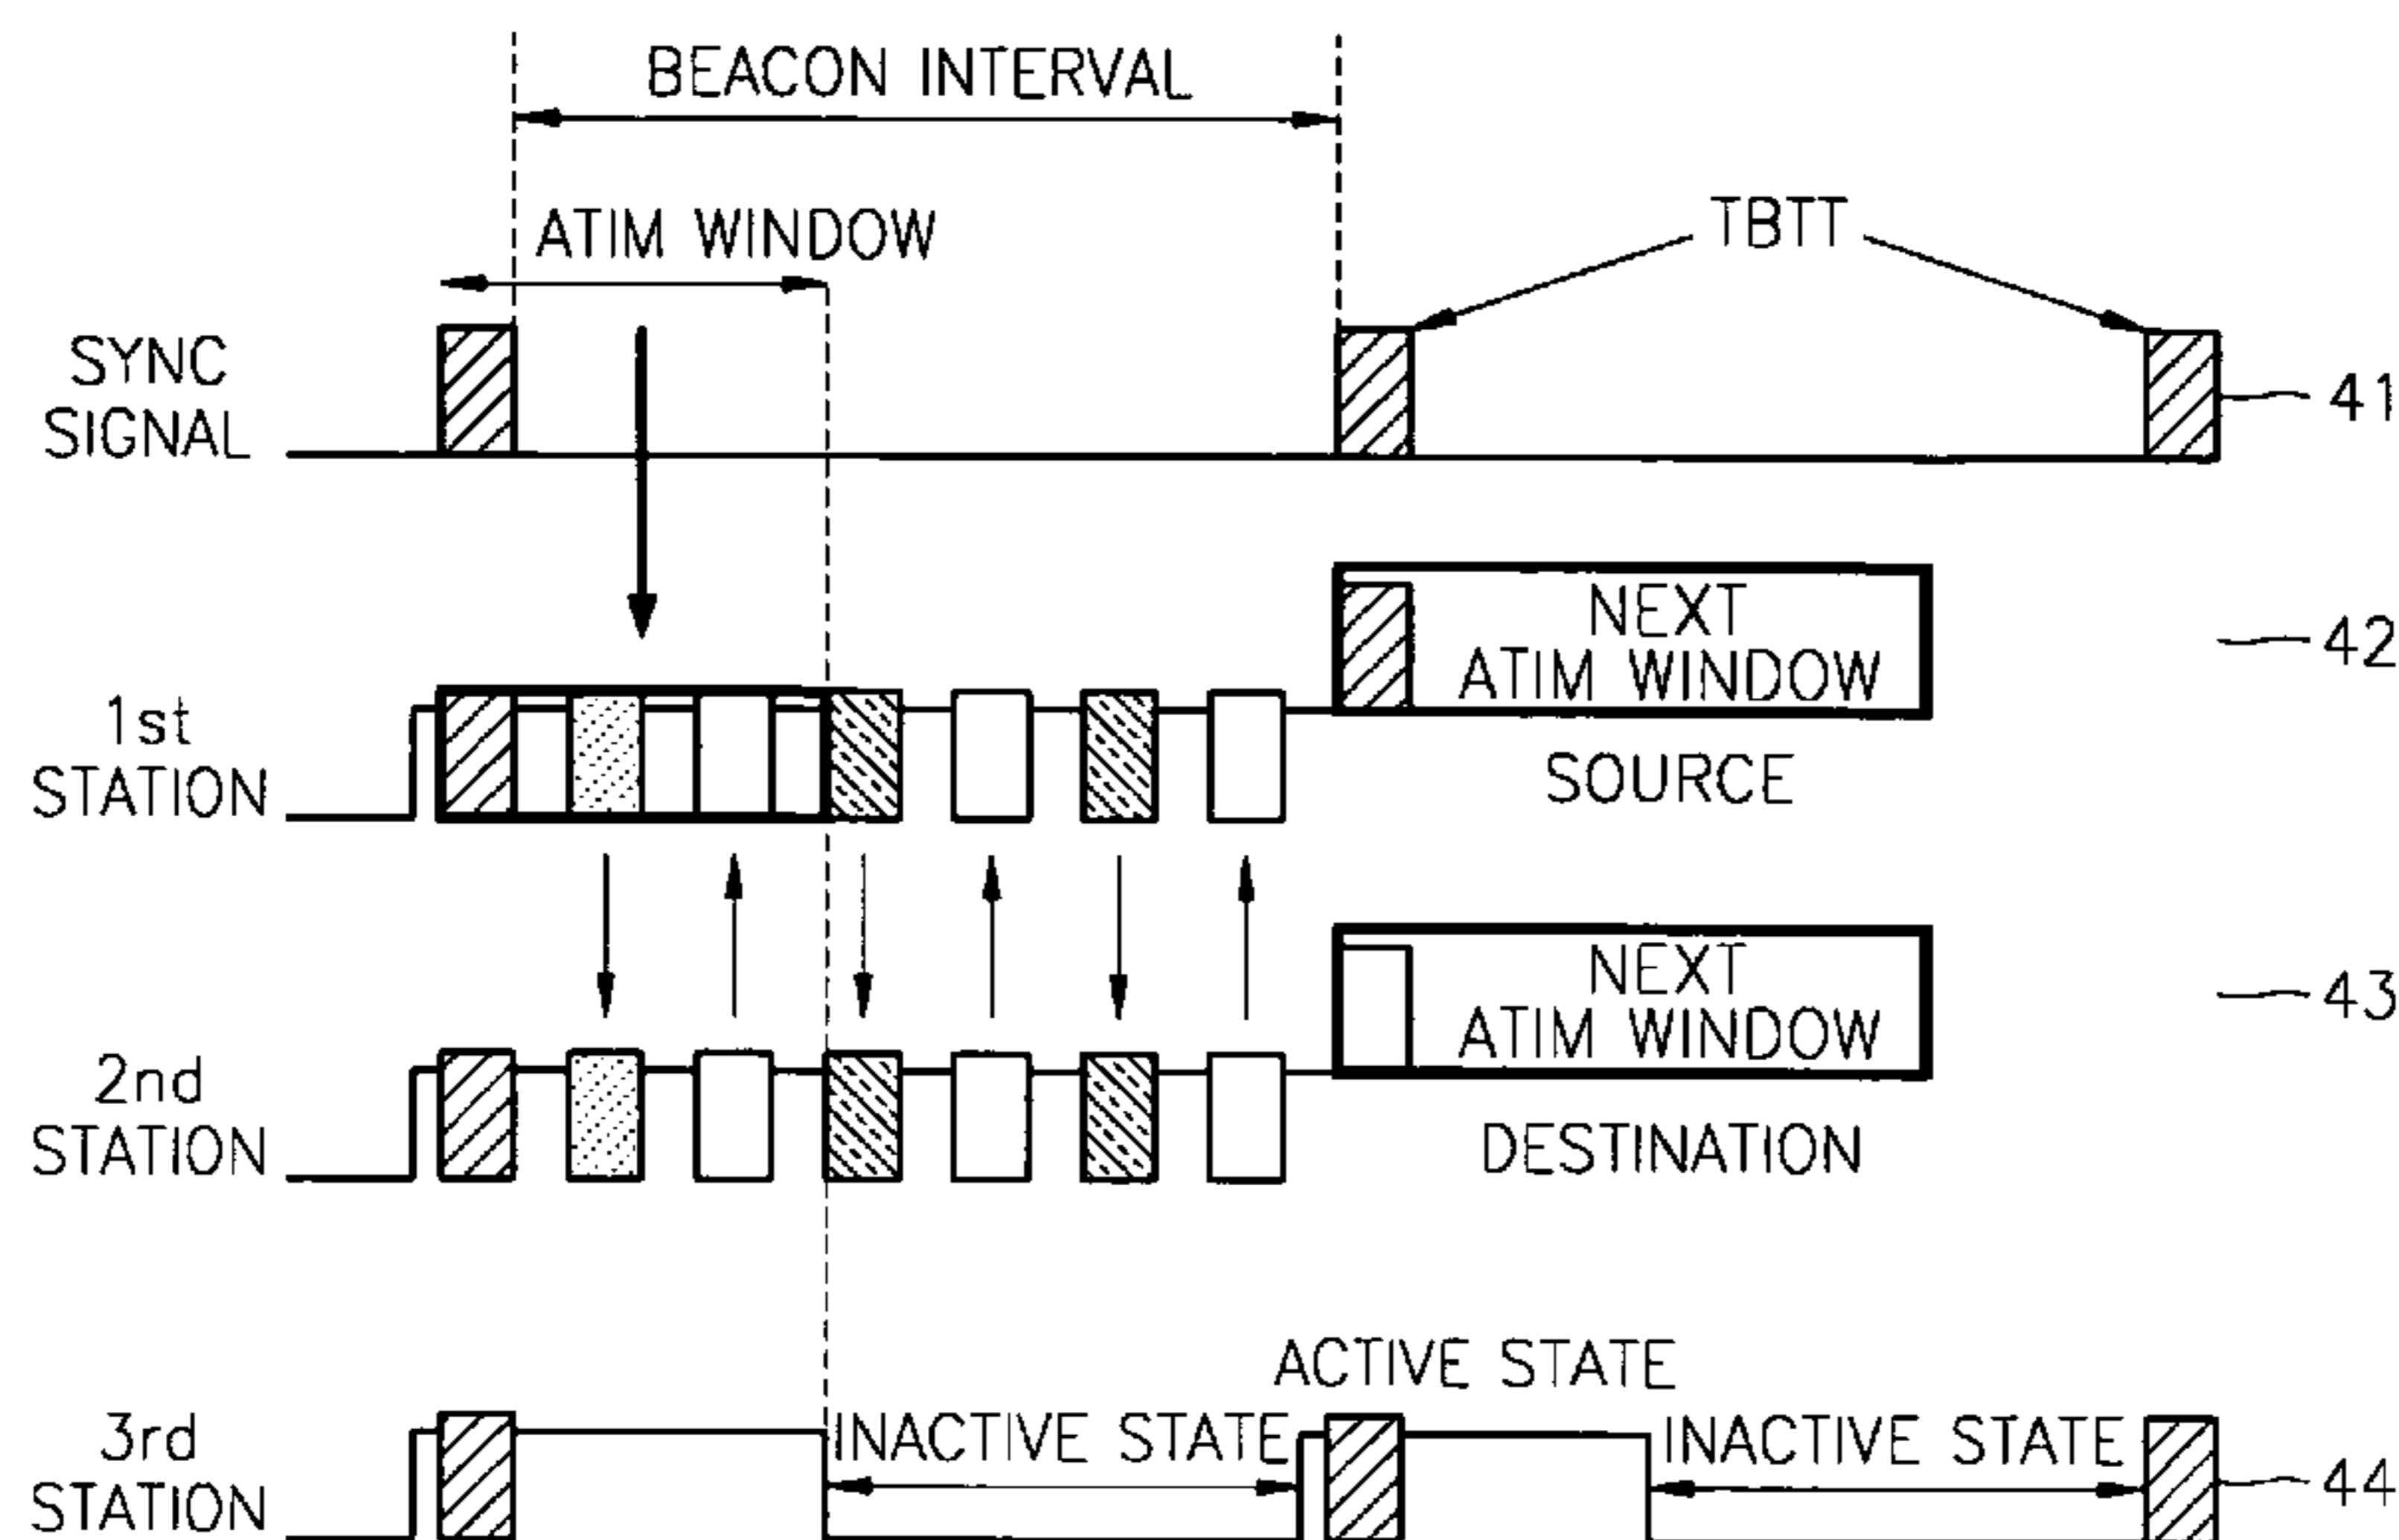 BEACON INTERVAL
ATIM WINDOW
TBTT
SYNC
SIGNAL
41
NEXT
ATIM WINDOW
42
1st
STATION
SOURCE
NEXT
ATIM WINDOW
43
2nd
STATION
DESTINATION
ACTIVE STATE
3rd
STATION
INACTIVE STATE
INACTIVE STATE
44